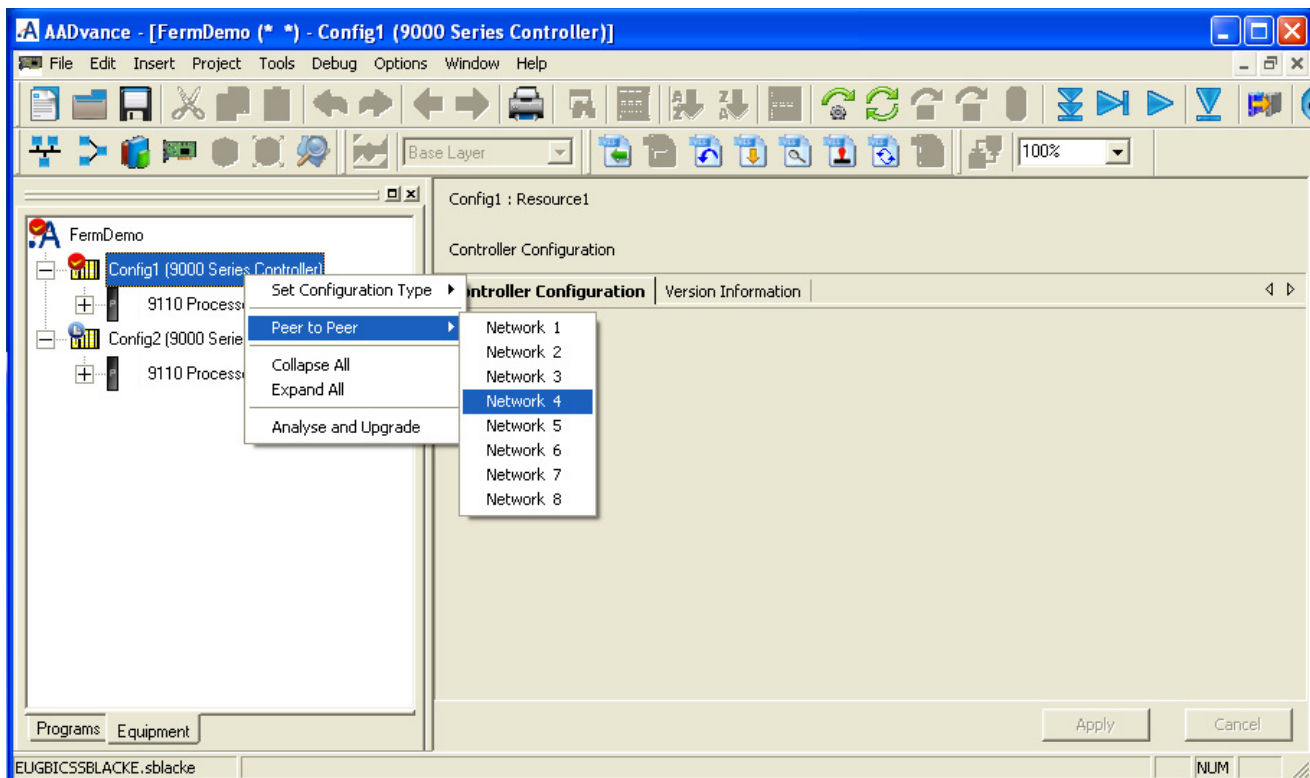 AADvance - [FermDemo (* *) - Config1 (9000 Series Controller)]
File Edit Insert Project Tools Debug Options Window Help
Base Layer
100%
Config1 : Resource1
FermDemo
Controller Configuration
Config1 (9000 Series Controller)
Set Configuration Type
ntroller Configuration Version Information
9110 Process
Peer to Peer
Network 1
Config2 (9000 Serie
Network 2
Collapse All
9110 Process
Network 3
Expand All
Network 4
Analyse and Upgrade
Network 5
Network 6
Network 7
Network 8
Programs Equipment
Apply Cancel
EUGBICSSBLACKE.sblacke
NUM